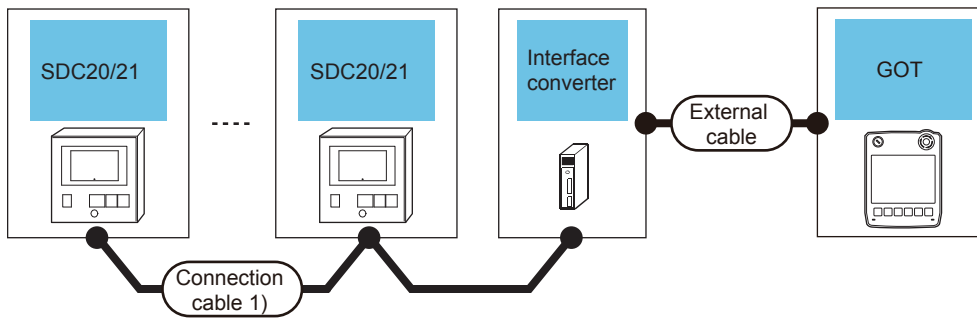 SDC20/21
SDC20/21
Interface
converter
GOT
External
cable
Connection
cable 1)